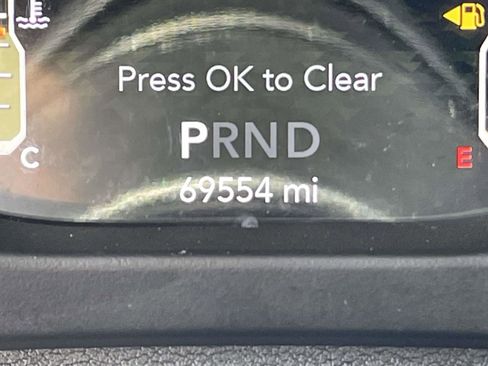 Press OK to Clear
PRND
C
E
69554 mi